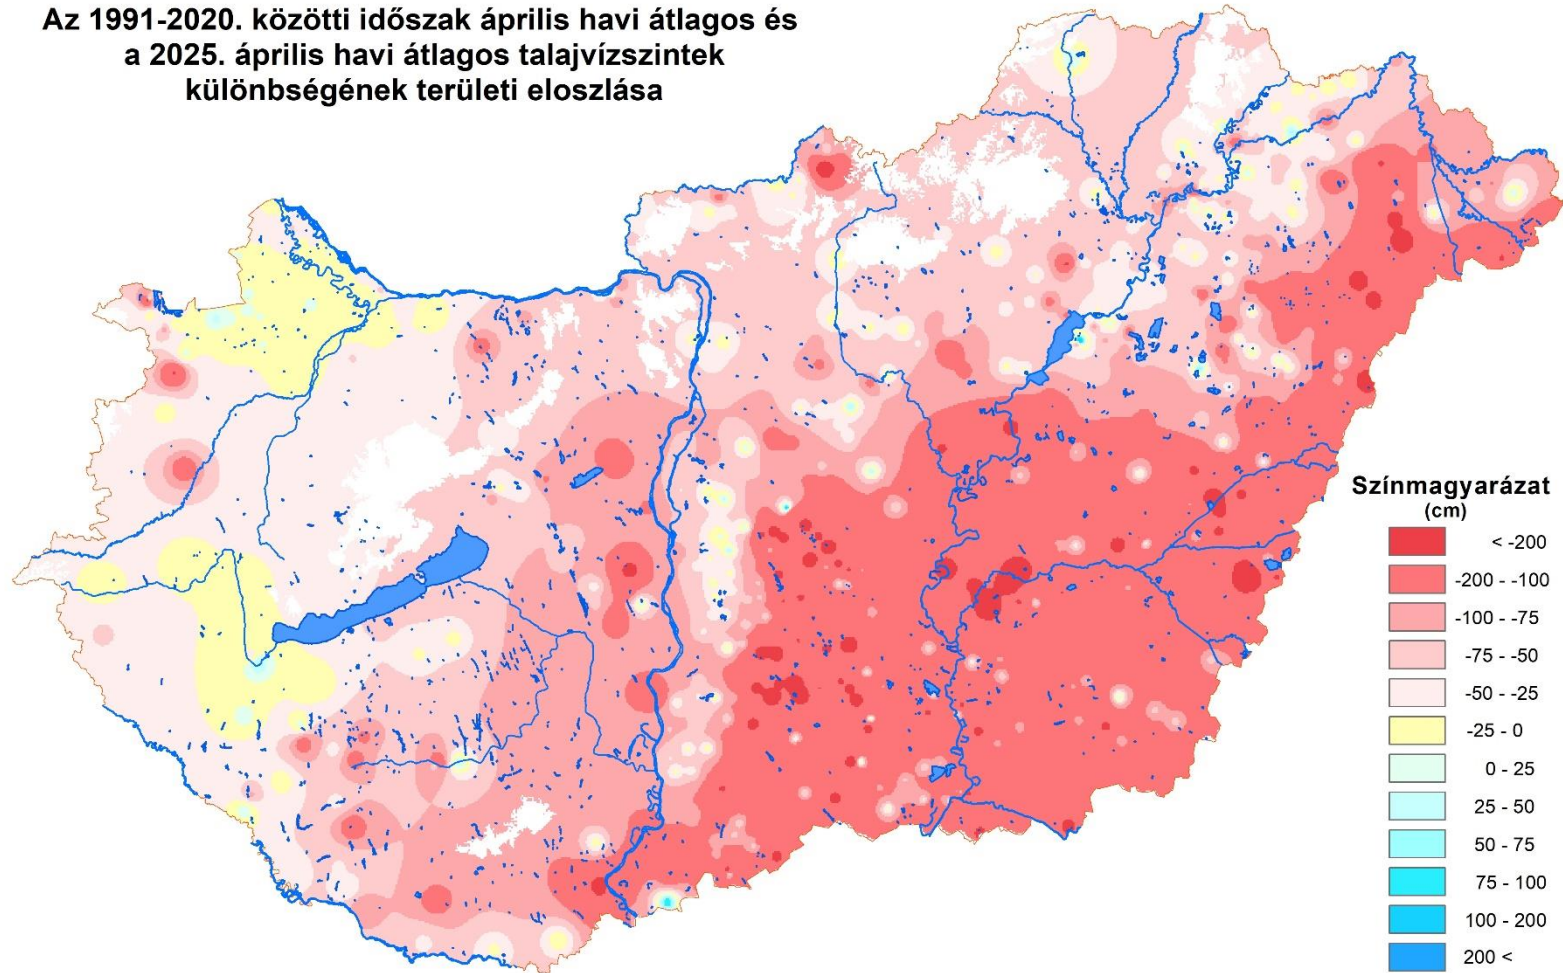 Az 1991-2020. közötti időszak április havi átlagos és
a 2025. április havi átlagos talajvízszintek
különbségének területi eloszlása
Színmagyarázat
(cm)
< -200
-200 - -100
-100 - -75
-75 - -50
-50 - -25
-25 - 0
0 - 25
25 - 50
50 - 75
75 - 100
100 - 200
200 <